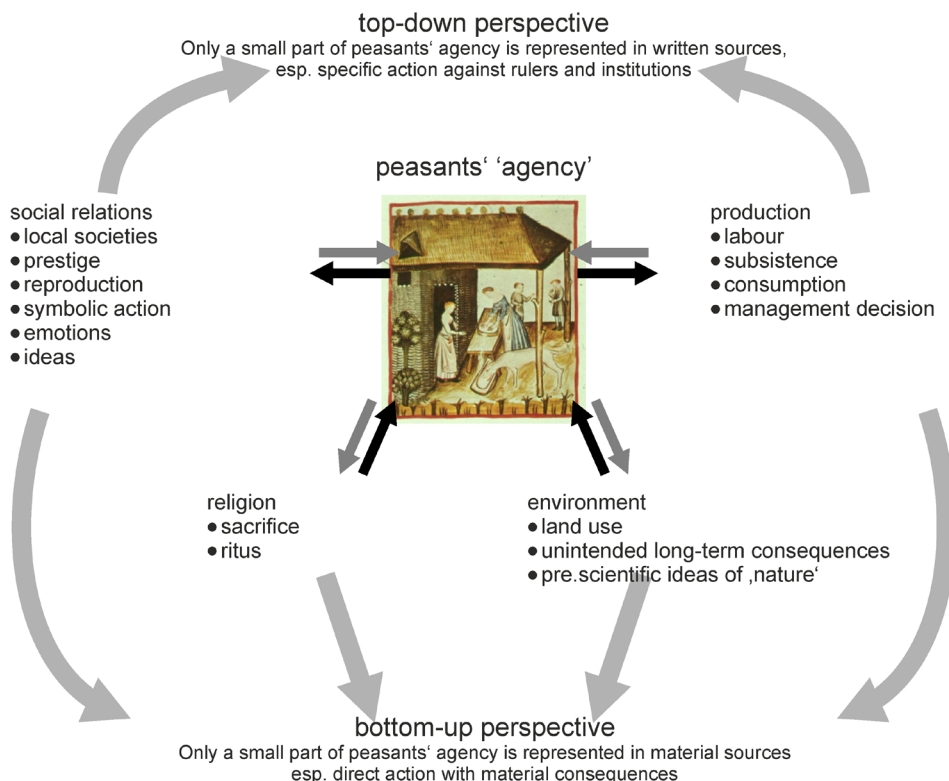 top-down perspective
Only a small part of peasants‘ agency is represented in written sources,
esp. specific action against rulers and institutions
peasants‘ ‘agency’
social relations
● local societies
● prestige
● reproduction
● symbolic action
● emotions
● ideas
production
● labour
● subsistence
● consumption
● management decision
religion
● sacrifice
● ritus
environment
● land use
● unintended long-term consequences
● pre.scientific ideas of ‚nature‘
bottom-up perspective
Only a small part of peasants‘ agency is represented in material sources
esp. direct action with material consequences